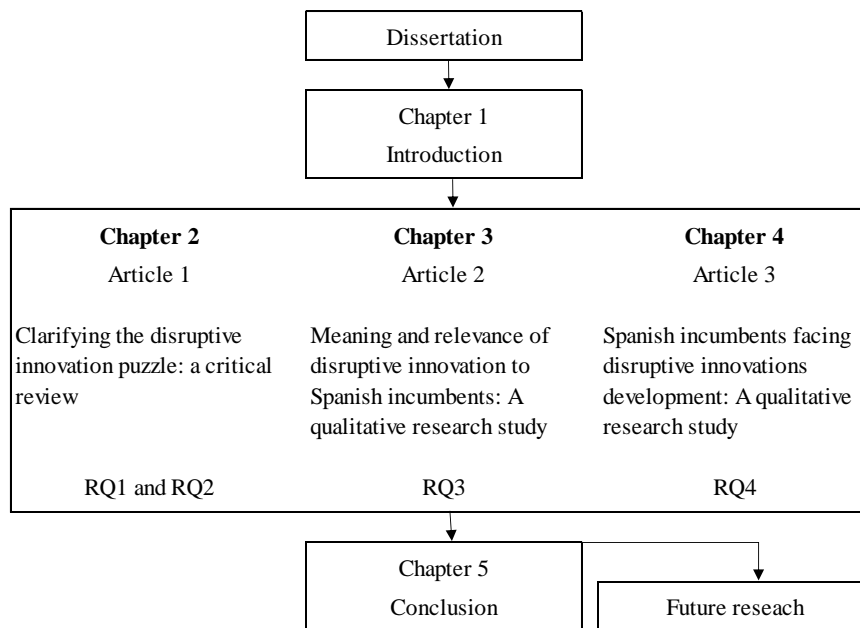 Dissertation
Chapter 1
Introduction
Chapter 2
Article 1
Clarifying the disruptive
innovation puzzle: a critical
review
RQ1 and RQ2
Chapter 3
Article 2
Meaning and relevance of
disruptive innovation to
Spanish incumbents: A
qualitative research study
RQ3
Chapter 4
Article 3
Spanish incumbents facing
disruptive innovations
development: A qualitative
research study
RQ4
Chapter 5
Conclusion
Future reseach